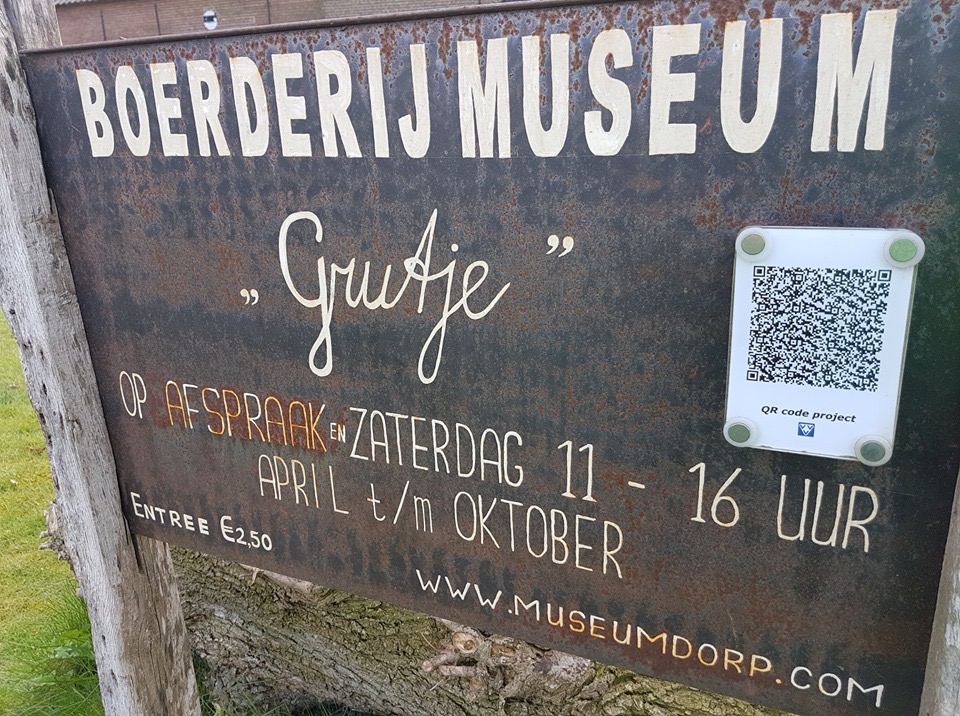 BOERDERIJ MUSEUM
„Grutje”
OP AFSPRAAK EN ZATERDAG 11 - 16 UUR
APRIL t/m OKTOBER
ENTREE €2,50
WWW.MUSEUMDORP.COM
QR code project